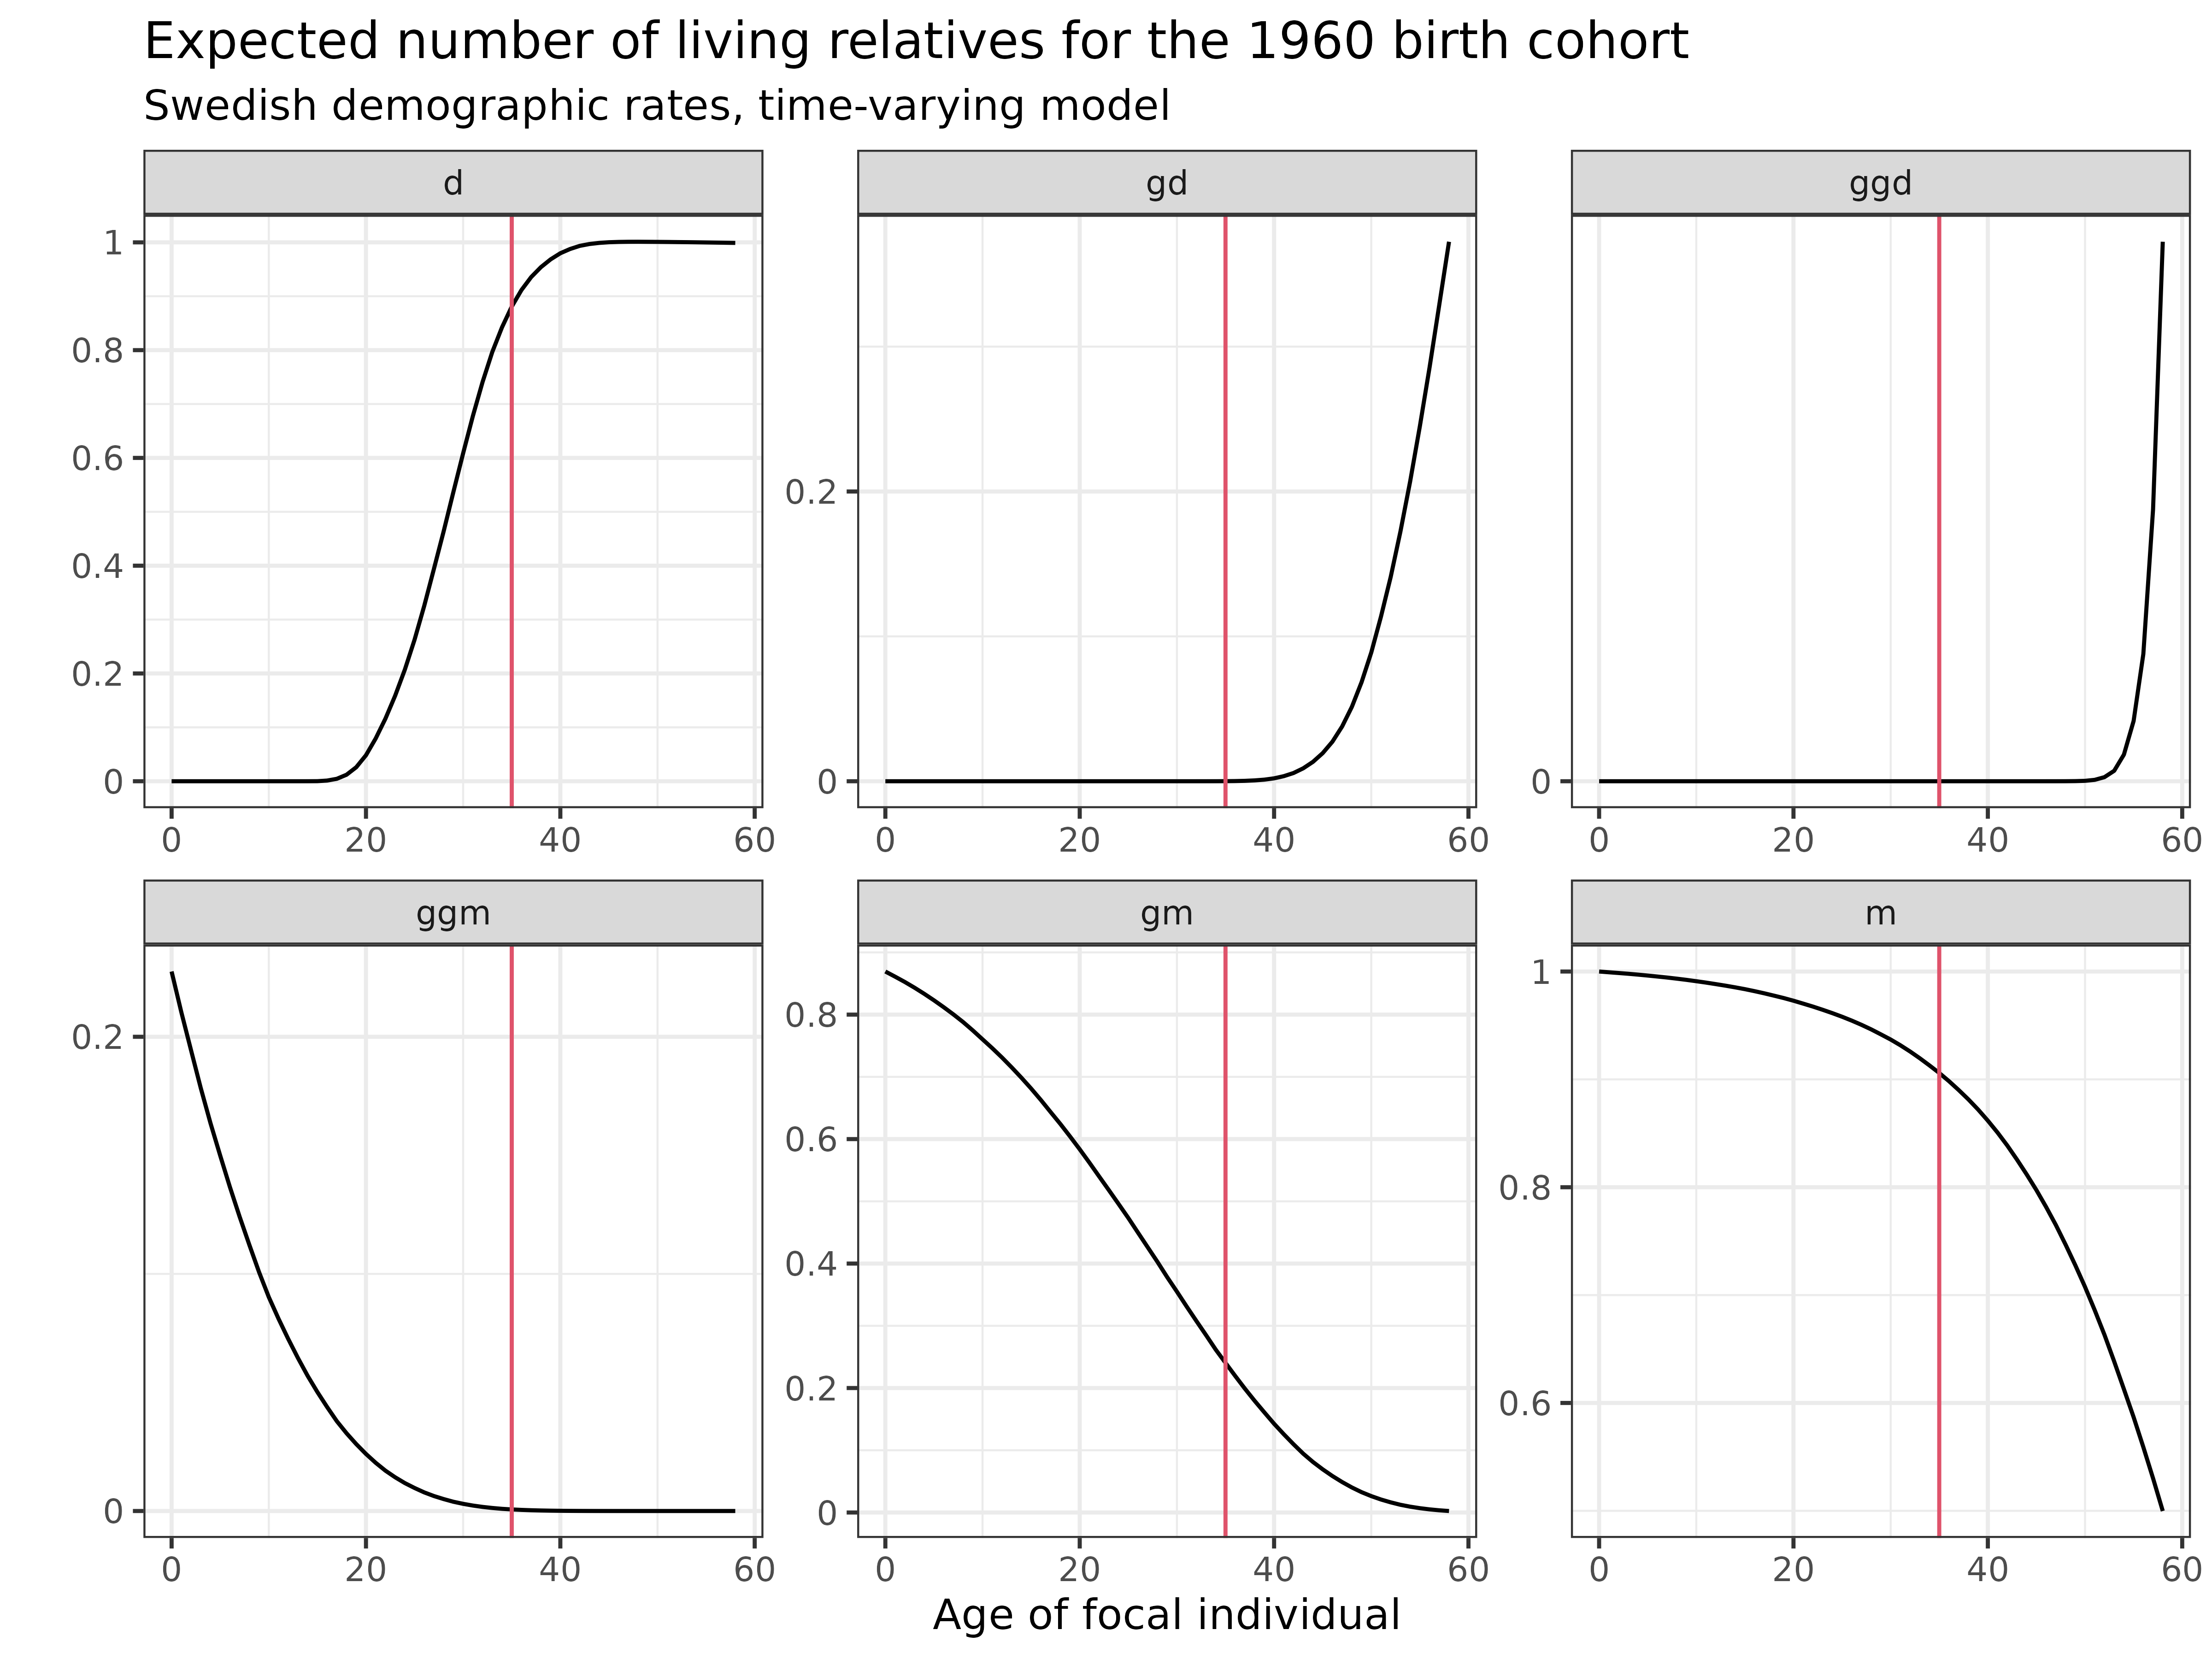 Expected number of living relatives for the 1960 birth cohort
Swedish demographic rates, time-varying model
d
gd
ggd
1
0.8
0.6
0.4
0.2
0
0.2
0
0
0 20 40 60
0 20 40 60
0 20 40 60
ggm
gm
m
0.2
0
0.8
0.6
0.4
0.2
0
1
0.8
0.6
0 20 40 60
0 20 40 60
0 20 40 60
Age of focal individual